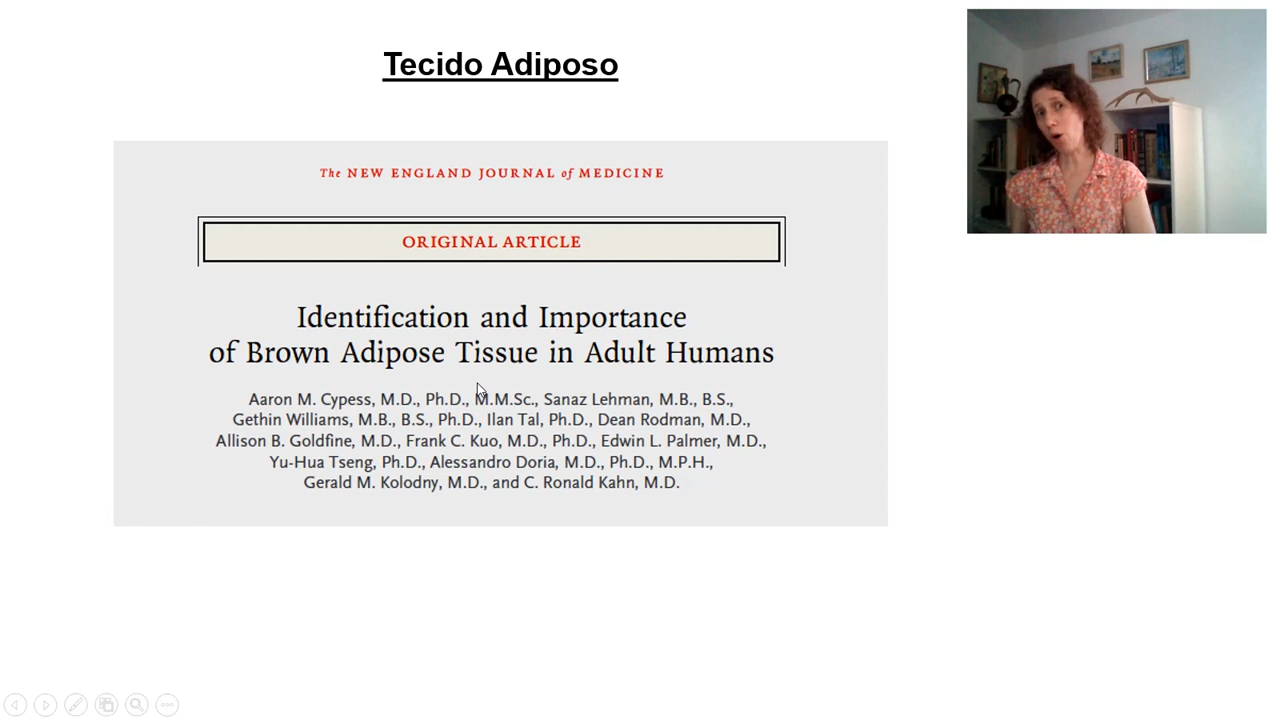 Tecido Adiposo
The NEW ENGLAND JOURNAL of MEDICINE
ORIGINAL ARTICLE
Identification and Importance
of Brown Adipose Tissue in Adult Humans
Aaron M. Cypess, M.D., Ph.D., M.M.Sc., Sanaz Lehman, M.B., B.S.,
Gethin Williams, M.B., B.S., Ph.D., Ilan Tal, Ph.D., Dean Rodman, M.D.,
Allison B. Goldfine, M.D., Frank C. Kuo, M.D., Ph.D., Edwin L. Palmer, M.D.,
Yu-Hua Tseng, Ph.D., Alessandro Doria, M.D., Ph.D., M.P.H.,
Gerald M. Kolodny, M.D., and C. Ronald Kahn, M.D.